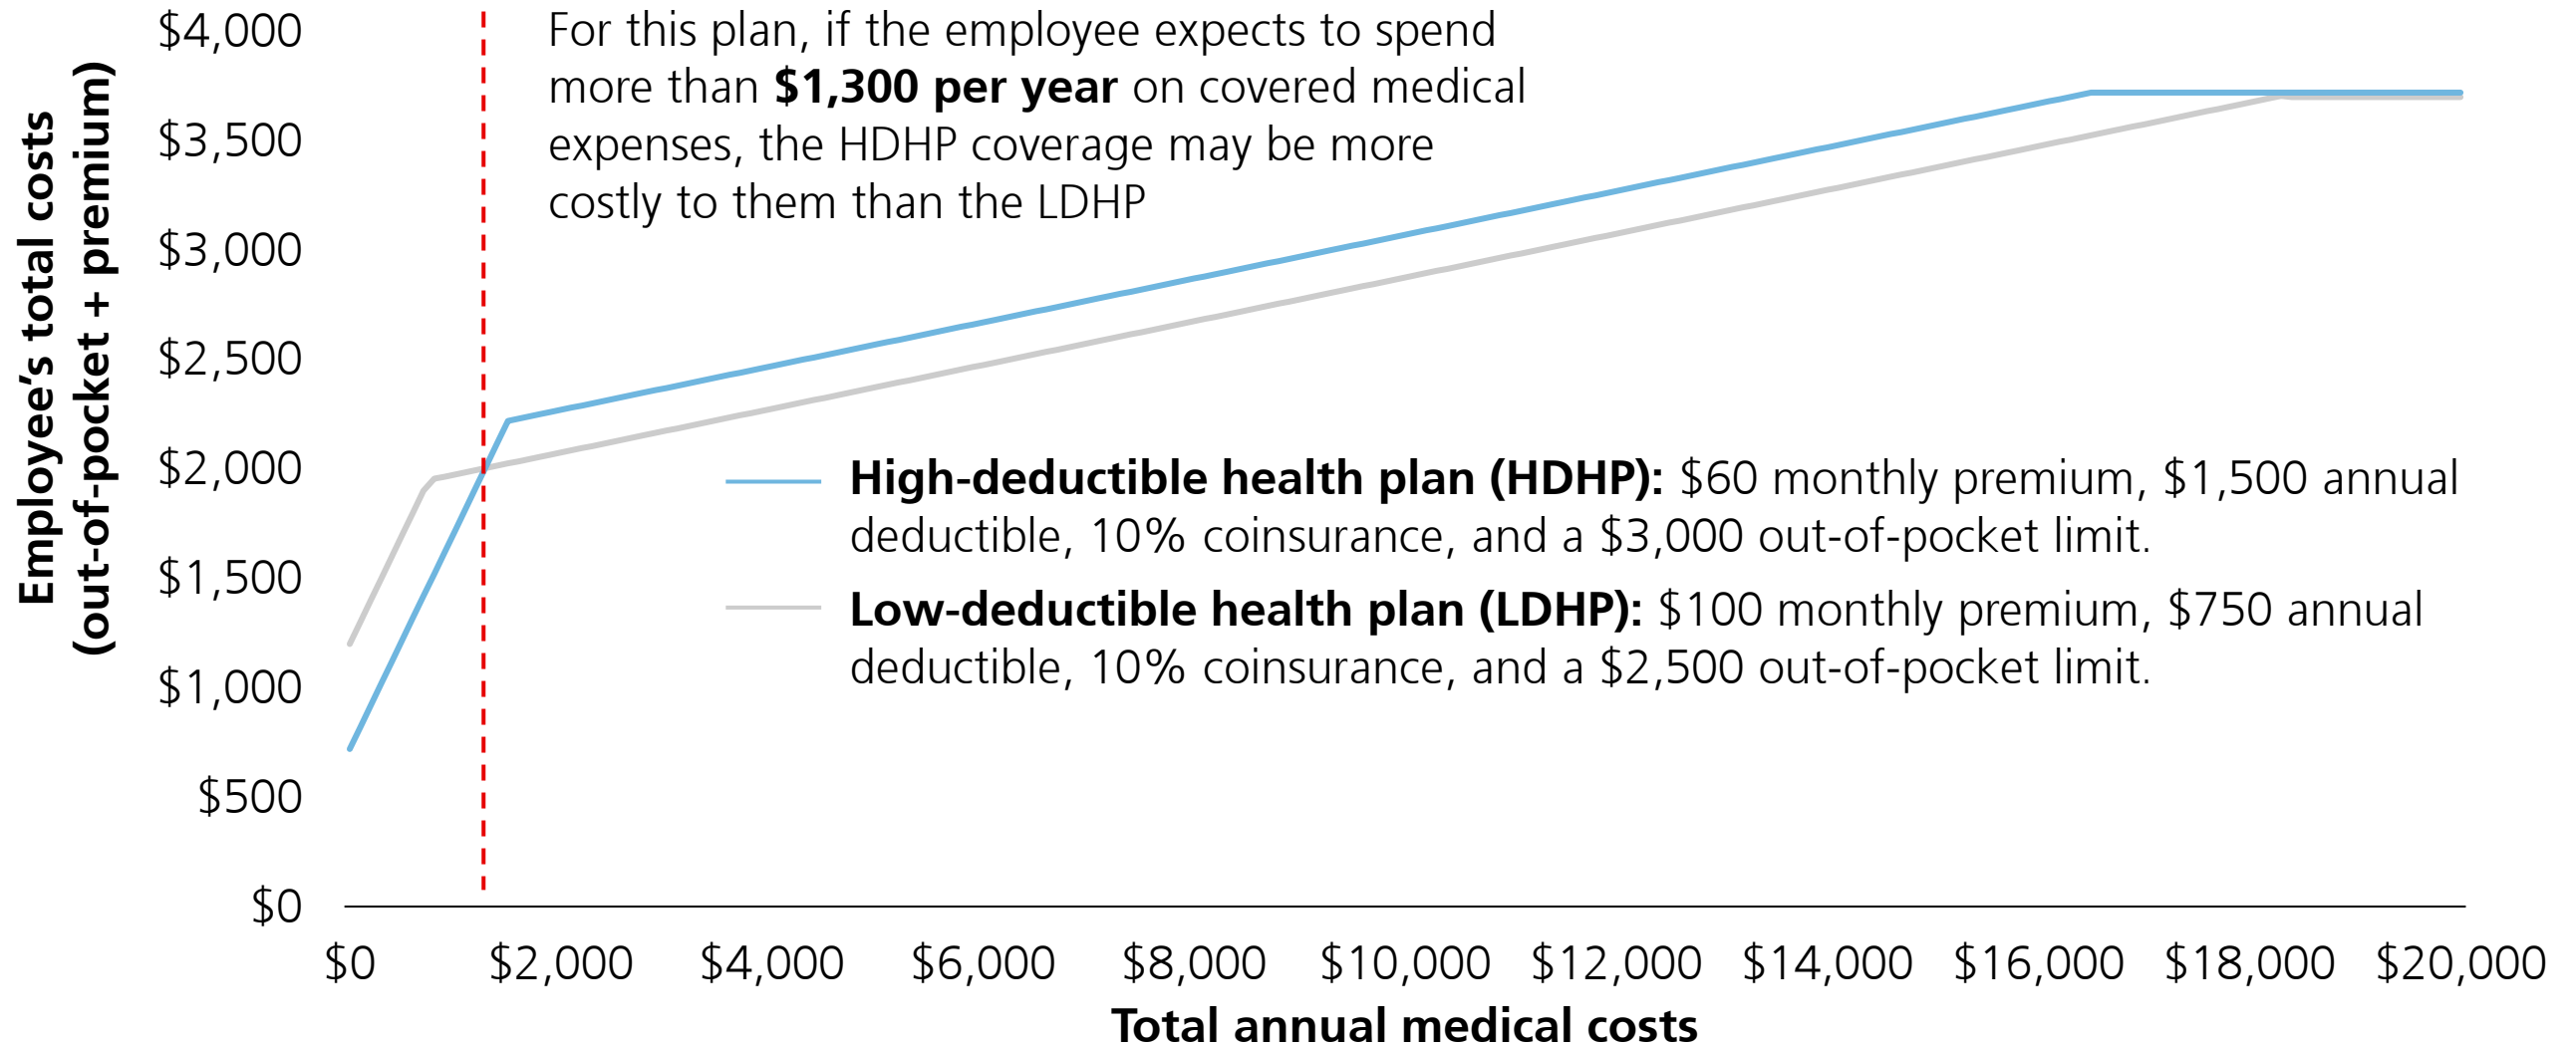 $4,000
$3,500
$3,000
$2,500
$2,000
$1,500
$1,000
$500
$0
Employee’s total costs
(out-of-pocket + premium)
For this plan, if the employee expects to spend
more than $1,300 per year on covered medical
expenses, the HDHP coverage may be more
costly to them than the LDHP
High-deductible health plan (HDHP): $60 monthly premium, $1,500 annual
deductible, 10% coinsurance, and a $3,000 out-of-pocket limit.
Low-deductible health plan (LDHP): $100 monthly premium, $750 annual
deductible, 10% coinsurance, and a $2,500 out-of-pocket limit.
$0 $2,000 $4,000 $6,000 $8,000 $10,000 $12,000 $14,000 $16,000 $18,000 $20,000
Total annual medical costs